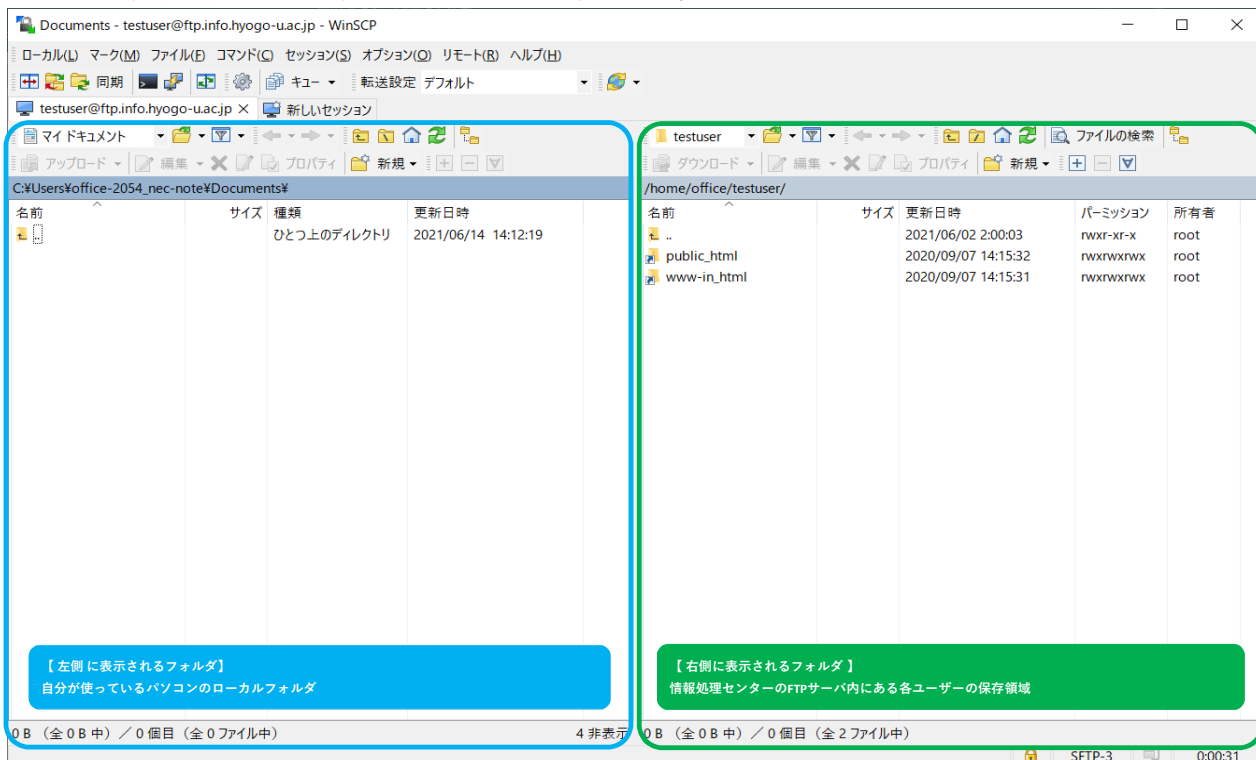 Documents - testuser@ftp.info.hyogo-u.ac.jp - WinSCP
ローカル(L) マーク(M) ファイル(F) コマンド(C) セッション(S) オプション(O) リモート(R) ヘルプ(H)
同期 キュー 転送設定 デフォルト
testuser@ftp.info.hyogo-u.ac.jp × 新しいセッション
マイ ドキュメント
アップロード 編集 プロパティ 新規
C:¥Users¥office-2054_nec-note¥Documents¥
名前 サイズ 種類 更新日時
.. ひとつ上のディレクトリ 2021/06/14 14:12:19
【 左側 に表示されるフォルダ】
自分が使っているパソコンのローカルフォルダ
0 B （全 0 B 中）／ 0 個目（全 0 ファイル中） 4 非表示
testuser ファイルの検索
ダウンロード 編集 プロパティ 新規
/home/office/testuser/
名前 サイズ 更新日時 パーミッション 所有者
.. 2021/06/02 2:00:03 rwxr-xr-x root
public_html 2020/09/07 14:15:32 rwxrwxrwx root
www-in_html 2020/09/07 14:15:31 rwxrwxrwx root
【 右側に表示されるフォルダ 】
情報処理センターのFTPサーバ内にある各ユーザーの保存領域
0 B （全 0 B 中）／ 0 個目（全 2 ファイル中）
SFTP-3 0:00:31